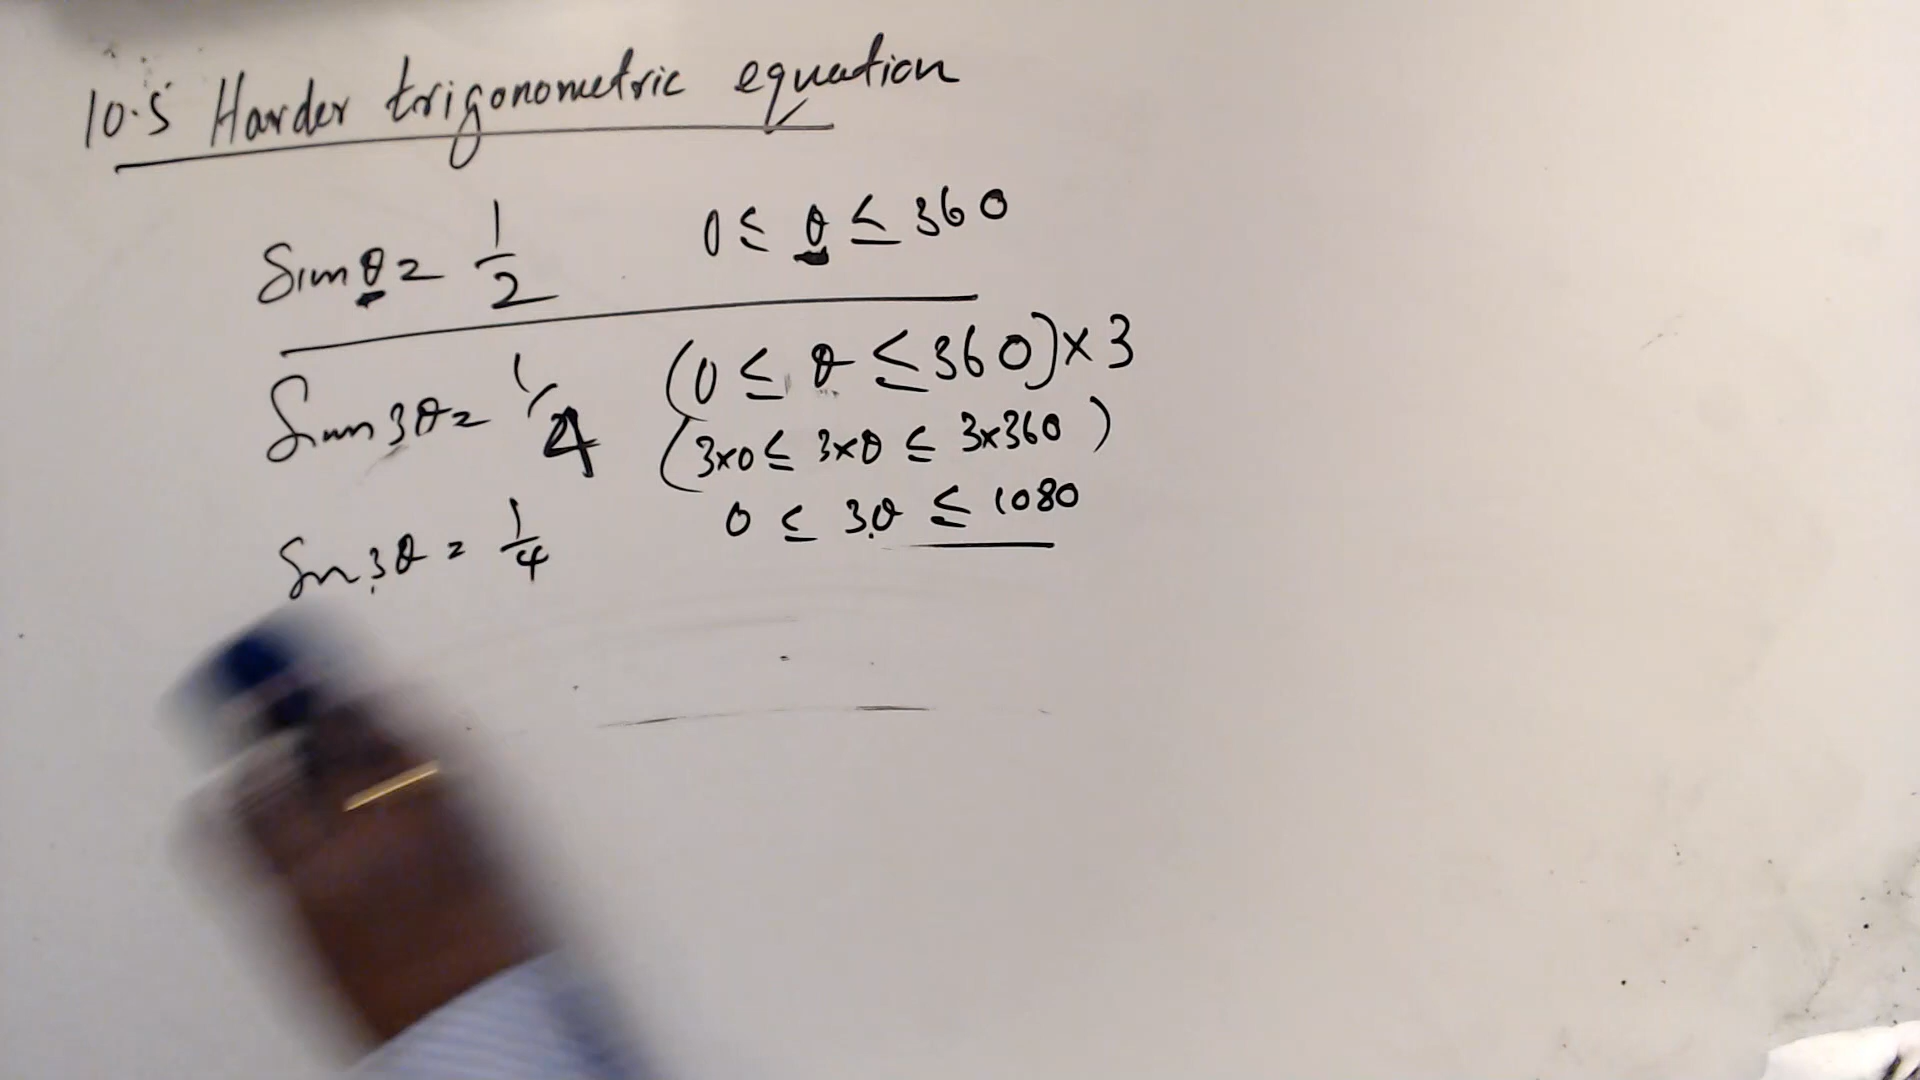 10.5 Harder trigonometric equation
Sin θ = 1/2 0 ≤ θ ≤ 360
Sin 3θ = 1/4 (0 ≤ θ ≤ 360) × 3
(3×0 ≤ 3×θ ≤ 3×360)
Sin 3θ = 1/4 0 ≤ 3θ ≤ 1080